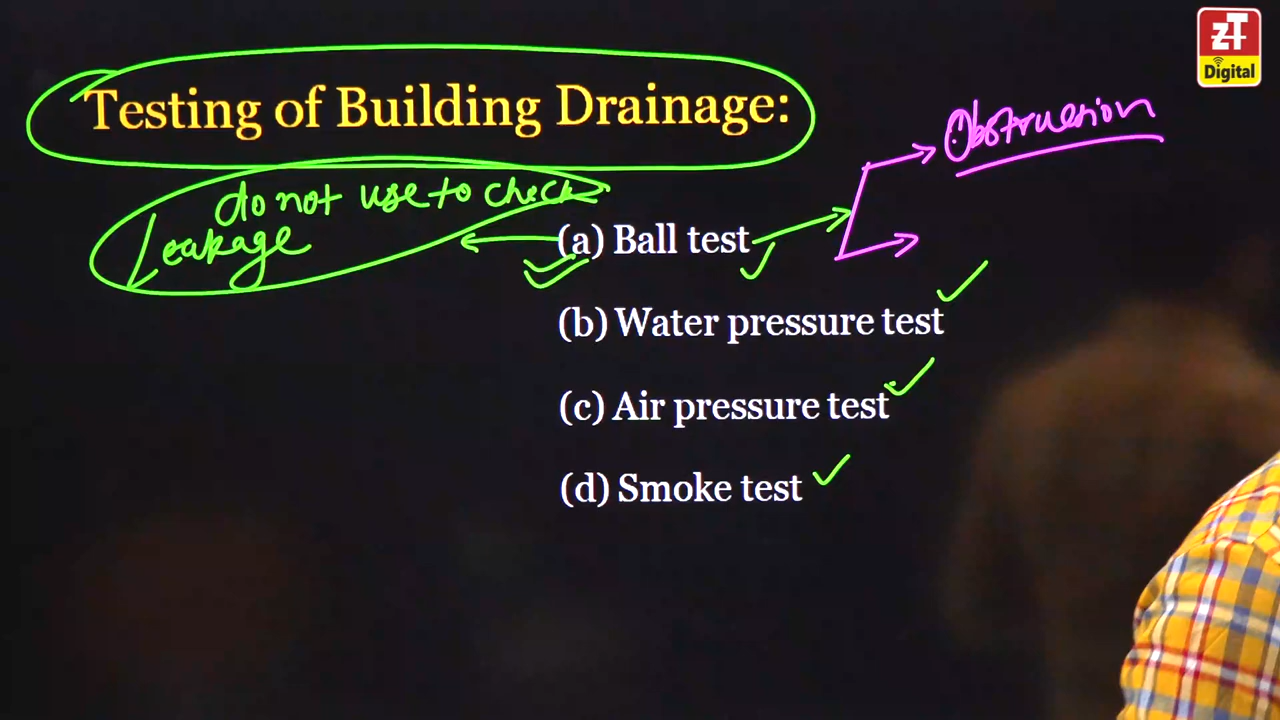 ZT
Digital
Testing of Building Drainage:
Obstruction
do not use to check
Leakage
(a) Ball test
(b) Water pressure test
(c) Air pressure test
(d) Smoke test